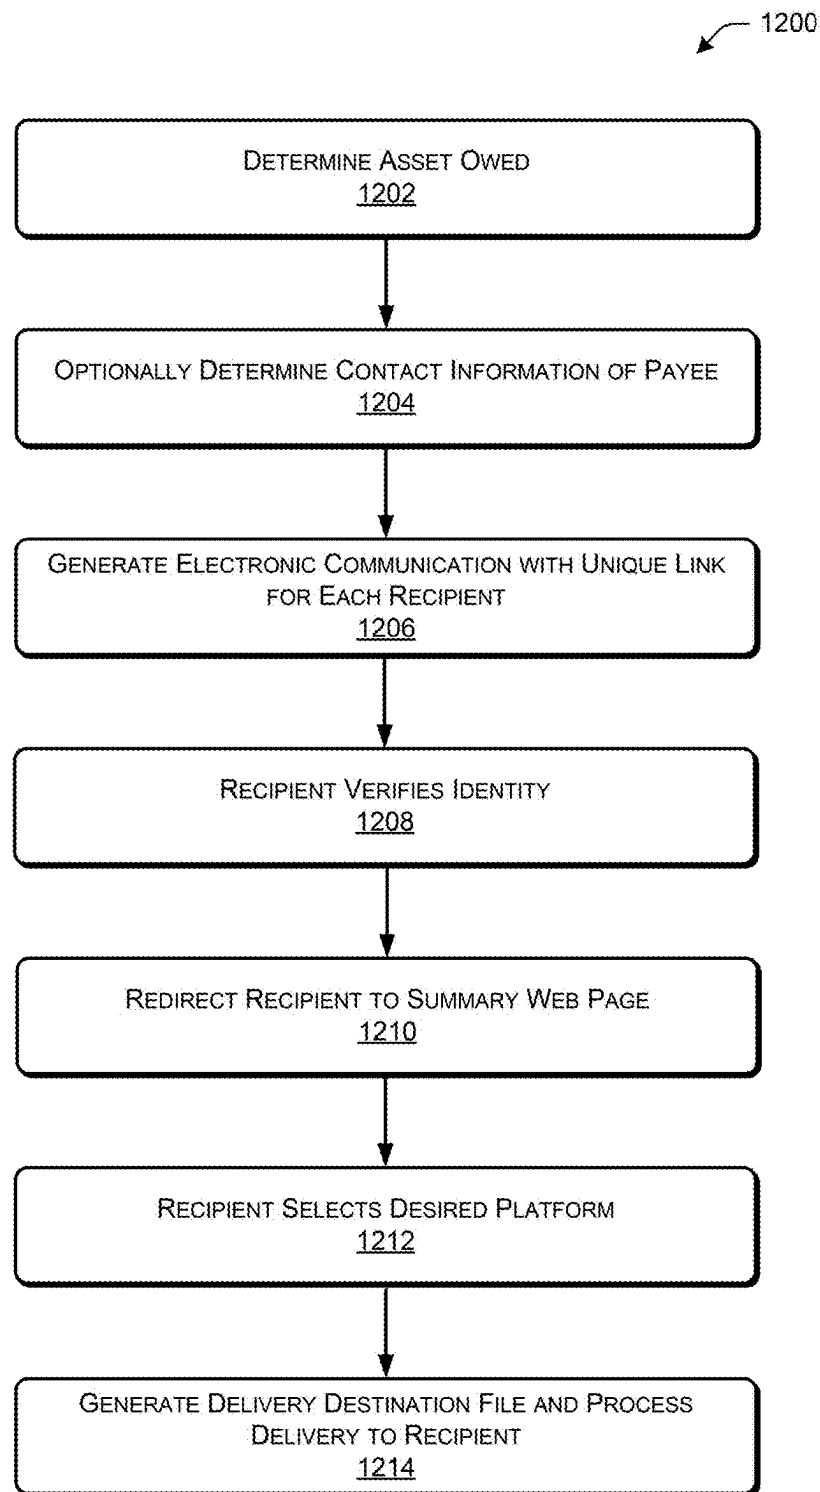 1200
DETERMINE ASSET OWED
1202
OPTIONALLY DETERMINE CONTACT INFORMATION OF PAYEE
1204
GENERATE ELECTRONIC COMMUNICATION WITH UNIQUE LINK
FOR EACH RECIPIENT
1206
RECIPIENT VERIFIES IDENTITY
1208
REDIRECT RECIPIENT TO SUMMARY WEB PAGE
1210
RECIPIENT SELECTS DESIRED PLATFORM
1212
GENERATE DELIVERY DESTINATION FILE AND PROCESS
DELIVERY TO RECIPIENT
1214